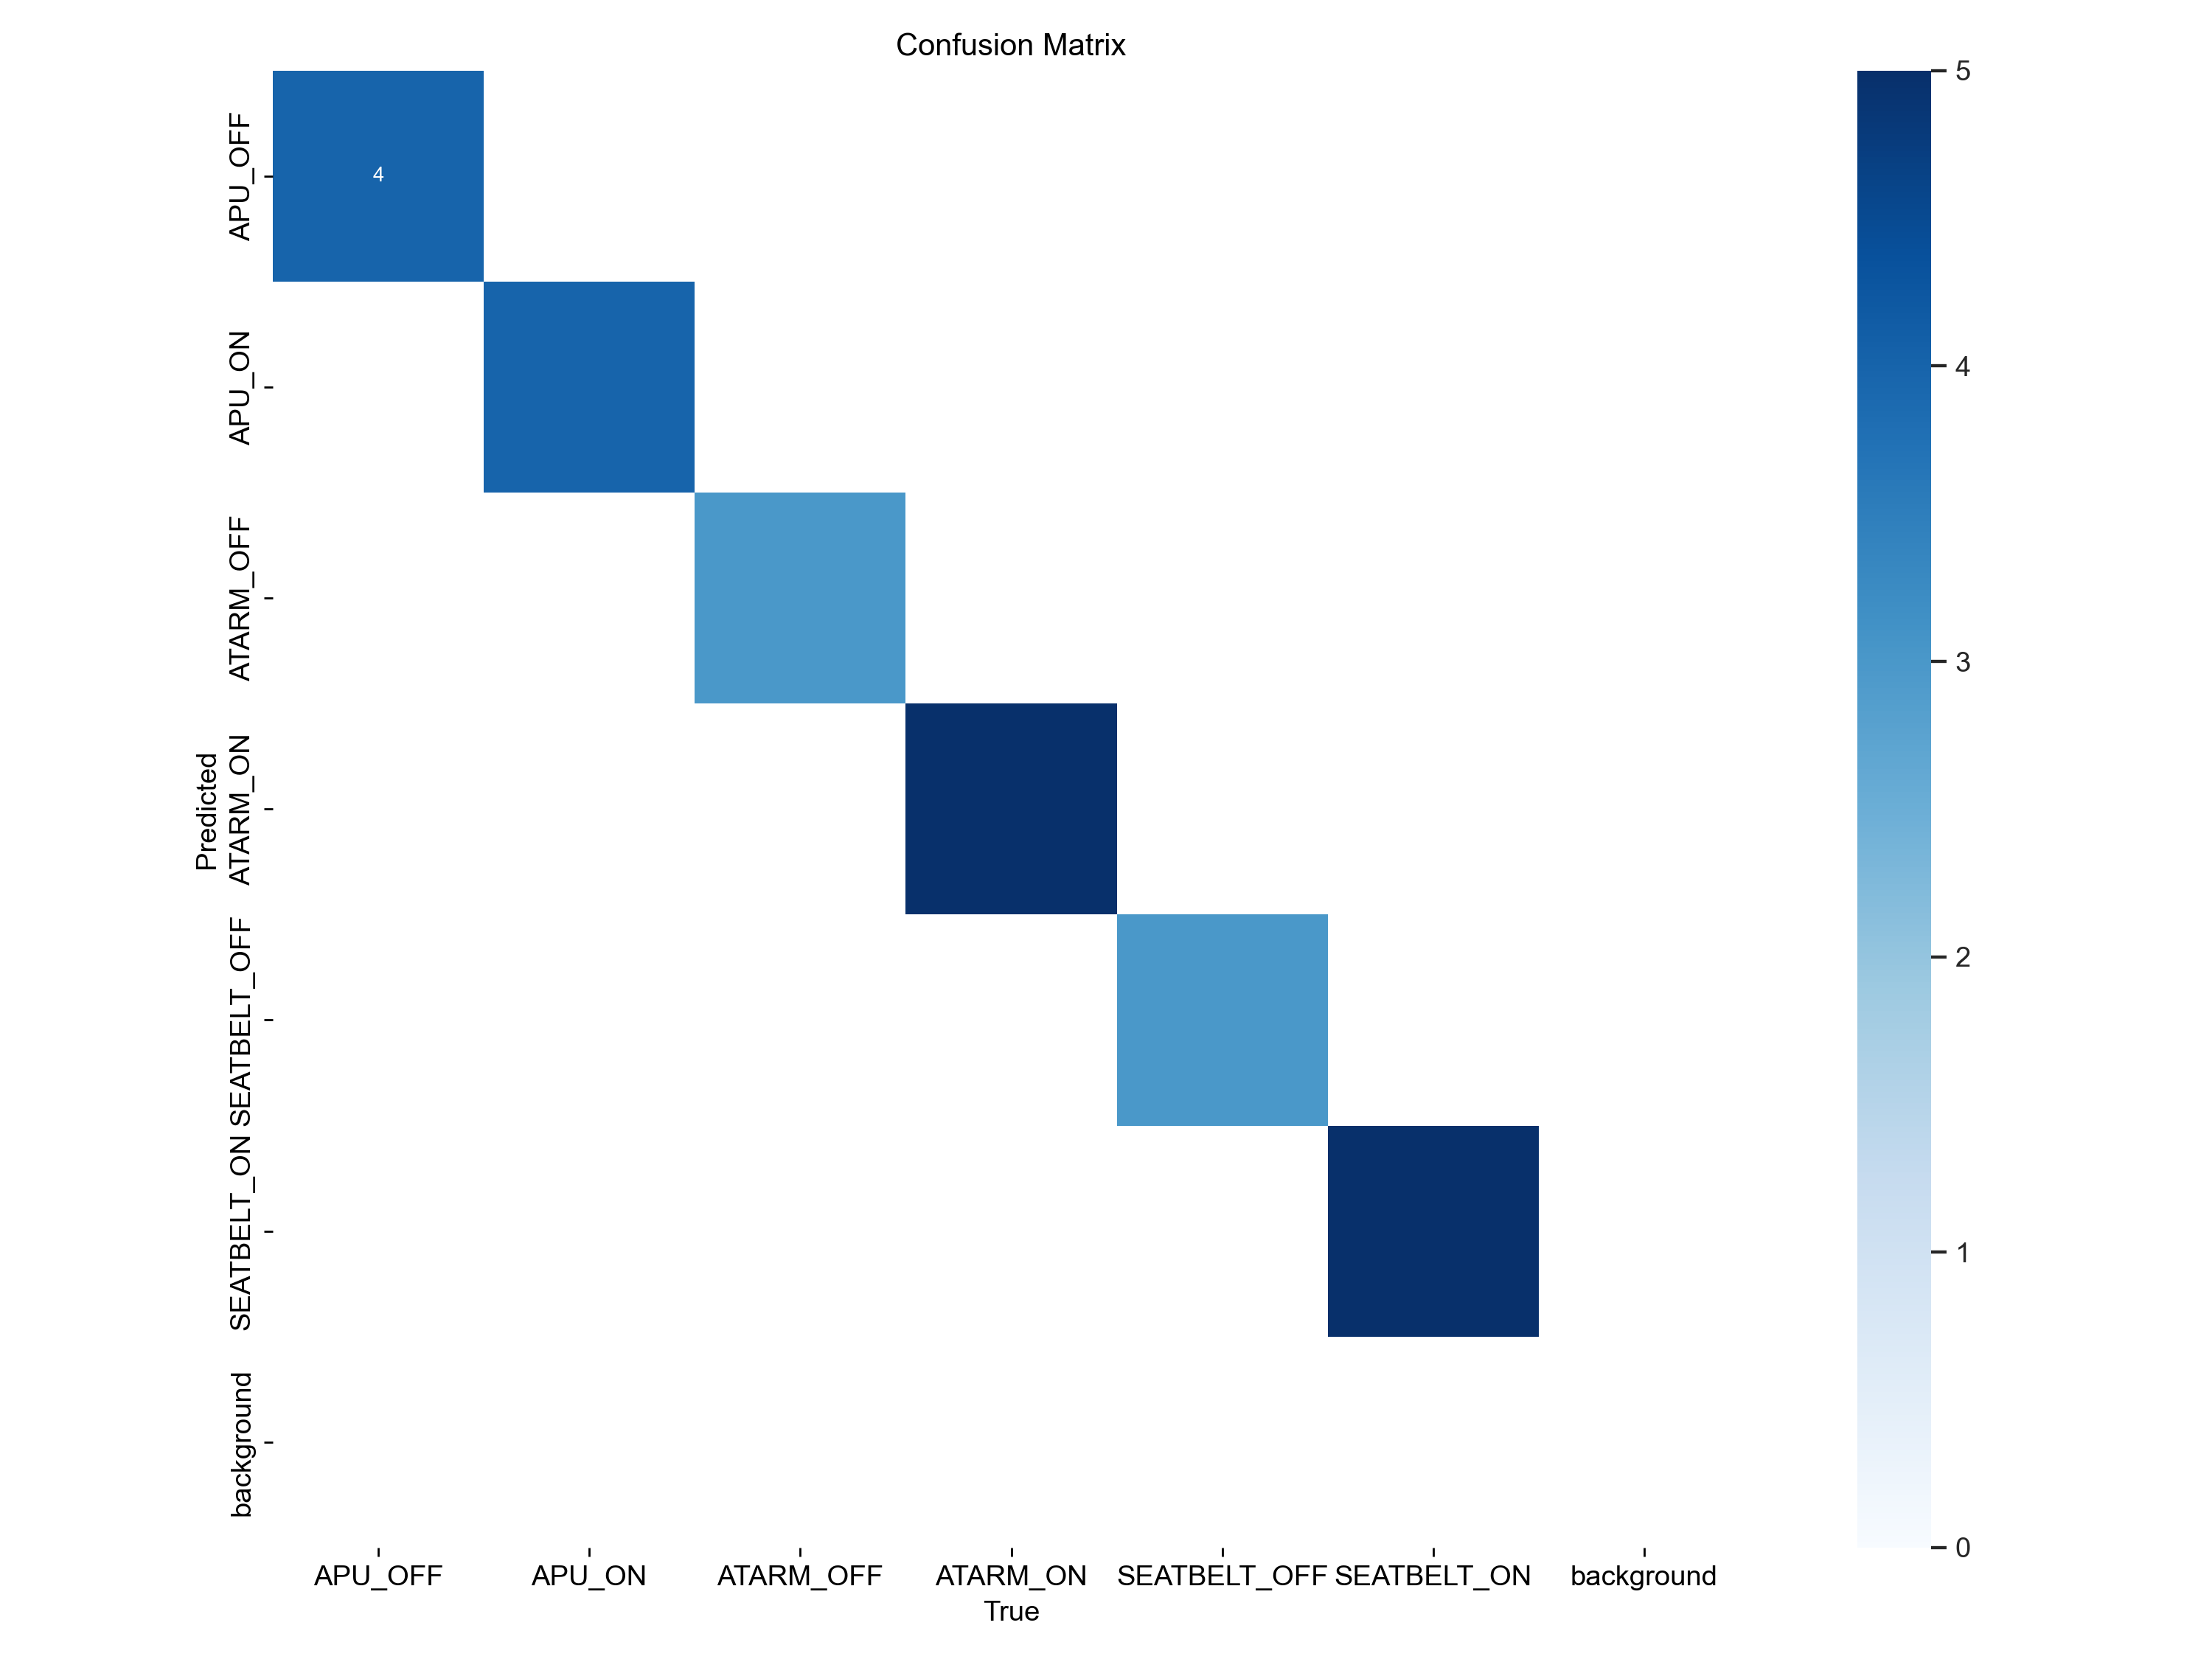 Confusion Matrix
APU_OFF
APU_ON
ATARM_OFF
ATARM_ON
SEATBELT_OFF
SEATBELT_ON
background
Predicted
4
5
4
3
2
1
0
APU_OFF APU_ON ATARM_OFF ATARM_ON SEATBELT_OFF SEATBELT_ON background
True